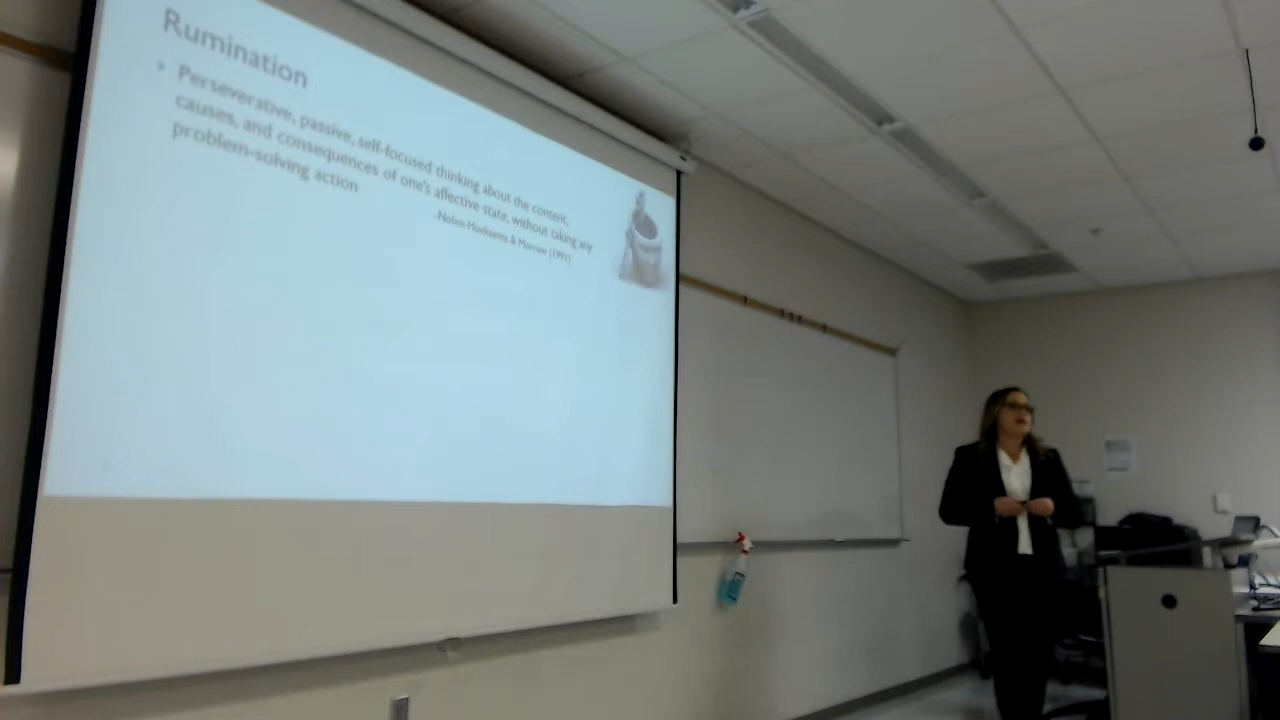 Rumination
Perseverative, passive, self-focused thinking about the content,
causes, and consequences of one's affective state, without taking any
problem-solving action
-Nolen-Hoeksema & Morrow (1991)